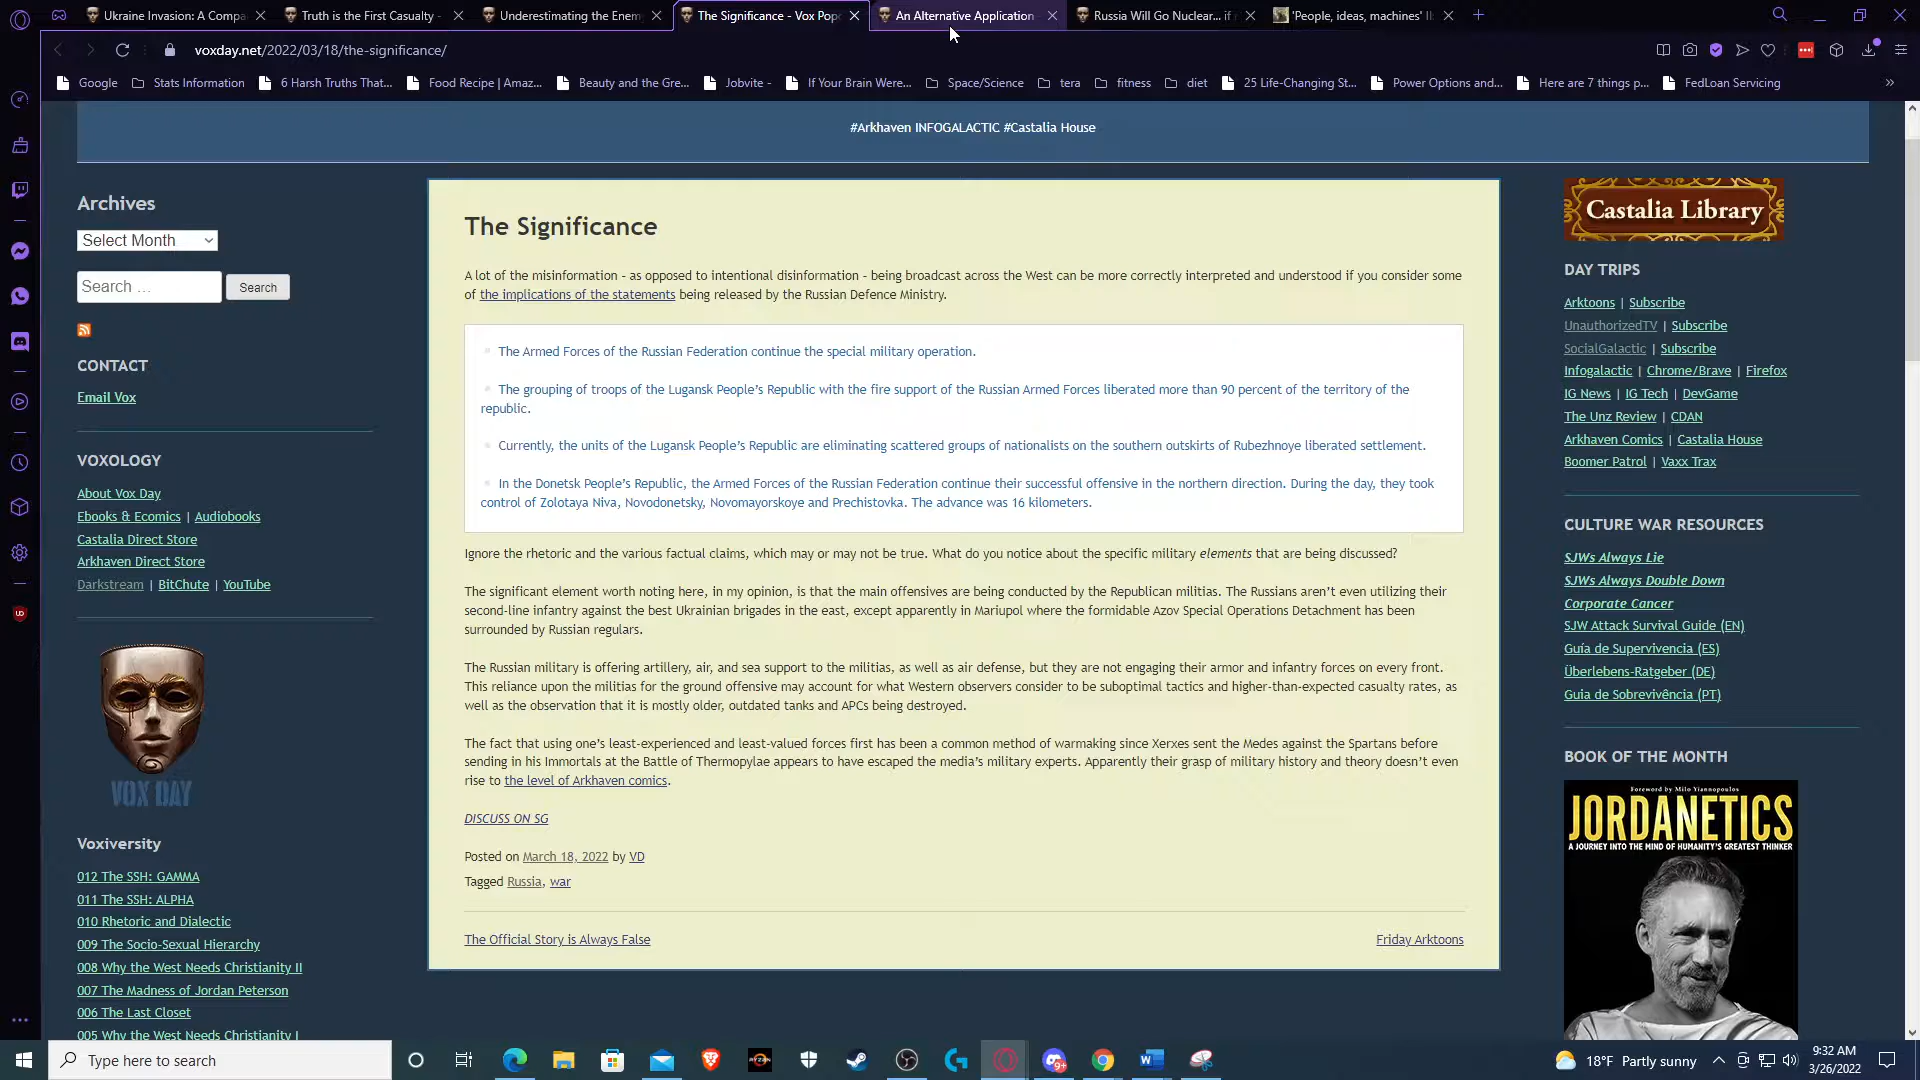 Ukraine Invasion: A Compa
Truth is the First Casualty -
Underestimating the Enem
The Significance - Vox Pop
An Alternative Application
Russia Will Go Nuclear... if
'People, ideas, machines' II
voxday.net/2022/03/18/the-significance/
Google
Stats Information
6 Harsh Truths That...
Food Recipe | Amaz...
Beauty and the Gre...
Jobvite -
If Your Brain Were...
Space/Science
tera
fitness
diet
25 Life-Changing St...
Power Options and...
Here are 7 things p...
FedLoan Servicing
#Arkhaven INFOGALACTIC #Castalia House
Archives
Select Month
Search …
Search
CONTACT
Email Vox
VOXOLOGY
About Vox Day
Ebooks & Ecomics | Audiobooks
Castalia Direct Store
Arkhaven Direct Store
Darkstream | BitChute | YouTube
VOX DAY
Voxiversity
012 The SSH: GAMMA
011 The SSH: ALPHA
010 Rhetoric and Dialectic
009 The Socio-Sexual Hierarchy
008 Why the West Needs Christianity II
007 The Madness of Jordan Peterson
006 The Last Closet
005 Why the West Needs Christianity I
The Significance
A lot of the misinformation – as opposed to intentional disinformation – being broadcast across the West can be more correctly interpreted and understood if you consider some
of the implications of the statements being released by the Russian Defence Ministry.
The Armed Forces of the Russian Federation continue the special military operation.
The grouping of troops of the Lugansk People's Republic with the fire support of the Russian Armed Forces liberated more than 90 percent of the territory of the
republic.
Currently, the units of the Lugansk People's Republic are eliminating scattered groups of nationalists on the southern outskirts of Rubezhnoye liberated settlement.
In the Donetsk People's Republic, the Armed Forces of the Russian Federation continue their successful offensive in the northern direction. During the day, they took
control of Zolotaya Niva, Novodonetsky, Novomayorskoye and Prechistovka. The advance was 16 kilometers.
Ignore the rhetoric and the various factual claims, which may or may not be true. What do you notice about the specific military elements that are being discussed?
The significant element worth noting here, in my opinion, is that the main offensives are being conducted by the Republican militias. The Russians aren't even utilizing their
second-line infantry against the best Ukrainian brigades in the east, except apparently in Mariupol where the formidable Azov Special Operations Detachment has been
surrounded by Russian regulars.
The Russian military is offering artillery, air, and sea support to the militias, as well as air defense, but they are not engaging their armor and infantry forces on every front.
This reliance upon the militias for the ground offensive may account for what Western observers consider to be suboptimal tactics and higher-than-expected casualty rates, as
well as the observation that it is mostly older, outdated tanks and APCs being destroyed.
The fact that using one's least-experienced and least-valued forces first has been a common method of warmaking since Xerxes sent the Medes against the Spartans before
sending in his Immortals at the Battle of Thermopylae appears to have escaped the media's military experts. Apparently their grasp of military history and theory doesn't even
rise to the level of Arkhaven comics.
DISCUSS ON SG
Posted on March 18, 2022 by VD
Tagged Russia, war
The Official Story is Always False
Friday Arktoons
Castalia Library
DAY TRIPS
Arktoons | Subscribe
UnauthorizedTV | Subscribe
SocialGalactic | Subscribe
Infogalactic | Chrome/Brave | Firefox
IG News | IG Tech | DevGame
The Unz Review | CDAN
Arkhaven Comics | Castalia House
Boomer Patrol | Vaxx Trax
CULTURE WAR RESOURCES
SJWs Always Lie
SJWs Always Double Down
Corporate Cancer
SJW Attack Survival Guide (EN)
Guía de Supervivencia (ES)
Überlebens-Ratgeber (DE)
Guia de Sobrevivência (PT)
BOOK OF THE MONTH
Foreword by Milo Yiannopoulos
JORDANETICS
A JOURNEY INTO THE MIND OF HUMANITY'S GREATEST THINKER
Type here to search
RYZEN
18°F Partly sunny
9:32 AM
3/26/2022